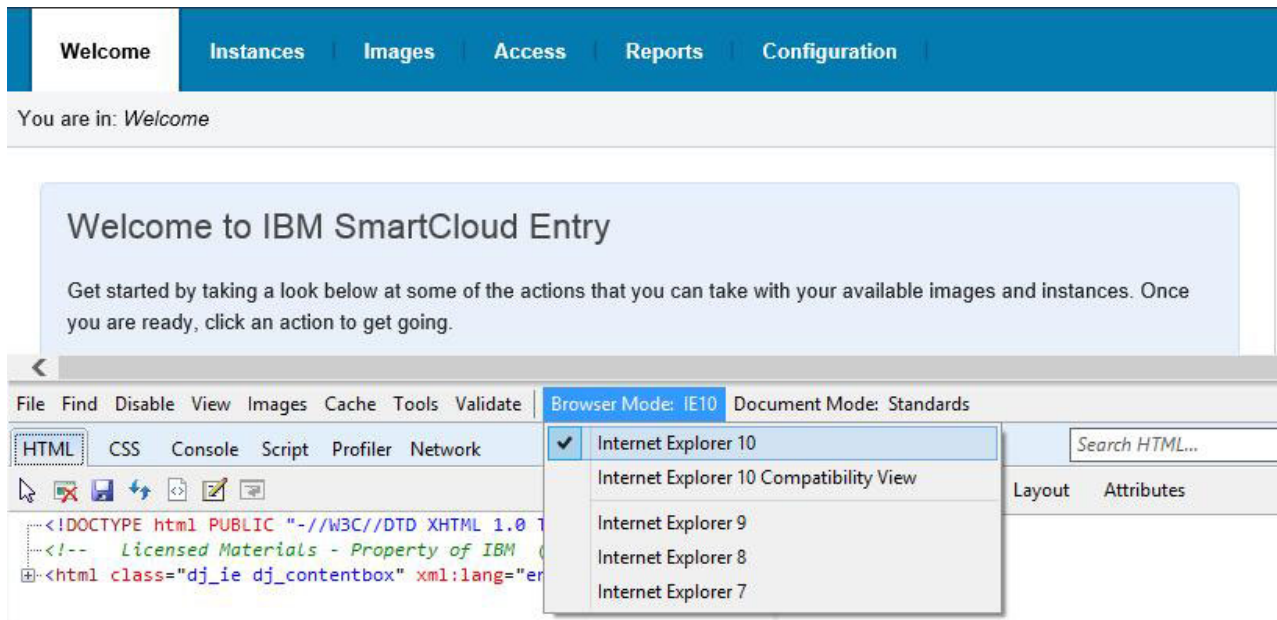 Welcome Instances Images Access Reports Configuration
You are in: Welcome
Welcome to IBM SmartCloud Entry
Get started by taking a look below at some of the actions that you can take with your available images and instances. Once
you are ready, click an action to get going.
File Find Disable View Images Cache Tools Validate Browser Mode: IE10 Document Mode: Standards
HTML CSS Console Script Profiler Network
Search HTML...
Internet Explorer 10
Internet Explorer 10 Compatibility View
Internet Explorer 9
Internet Explorer 8
Internet Explorer 7
Layout Attributes
<!DOCTYPE html PUBLIC "-//W3C//DTD XHTML 1.0
<!-- Licensed Materials - Property of IBM
<html class="dj_ie dj_contentbox" xml:lang="en